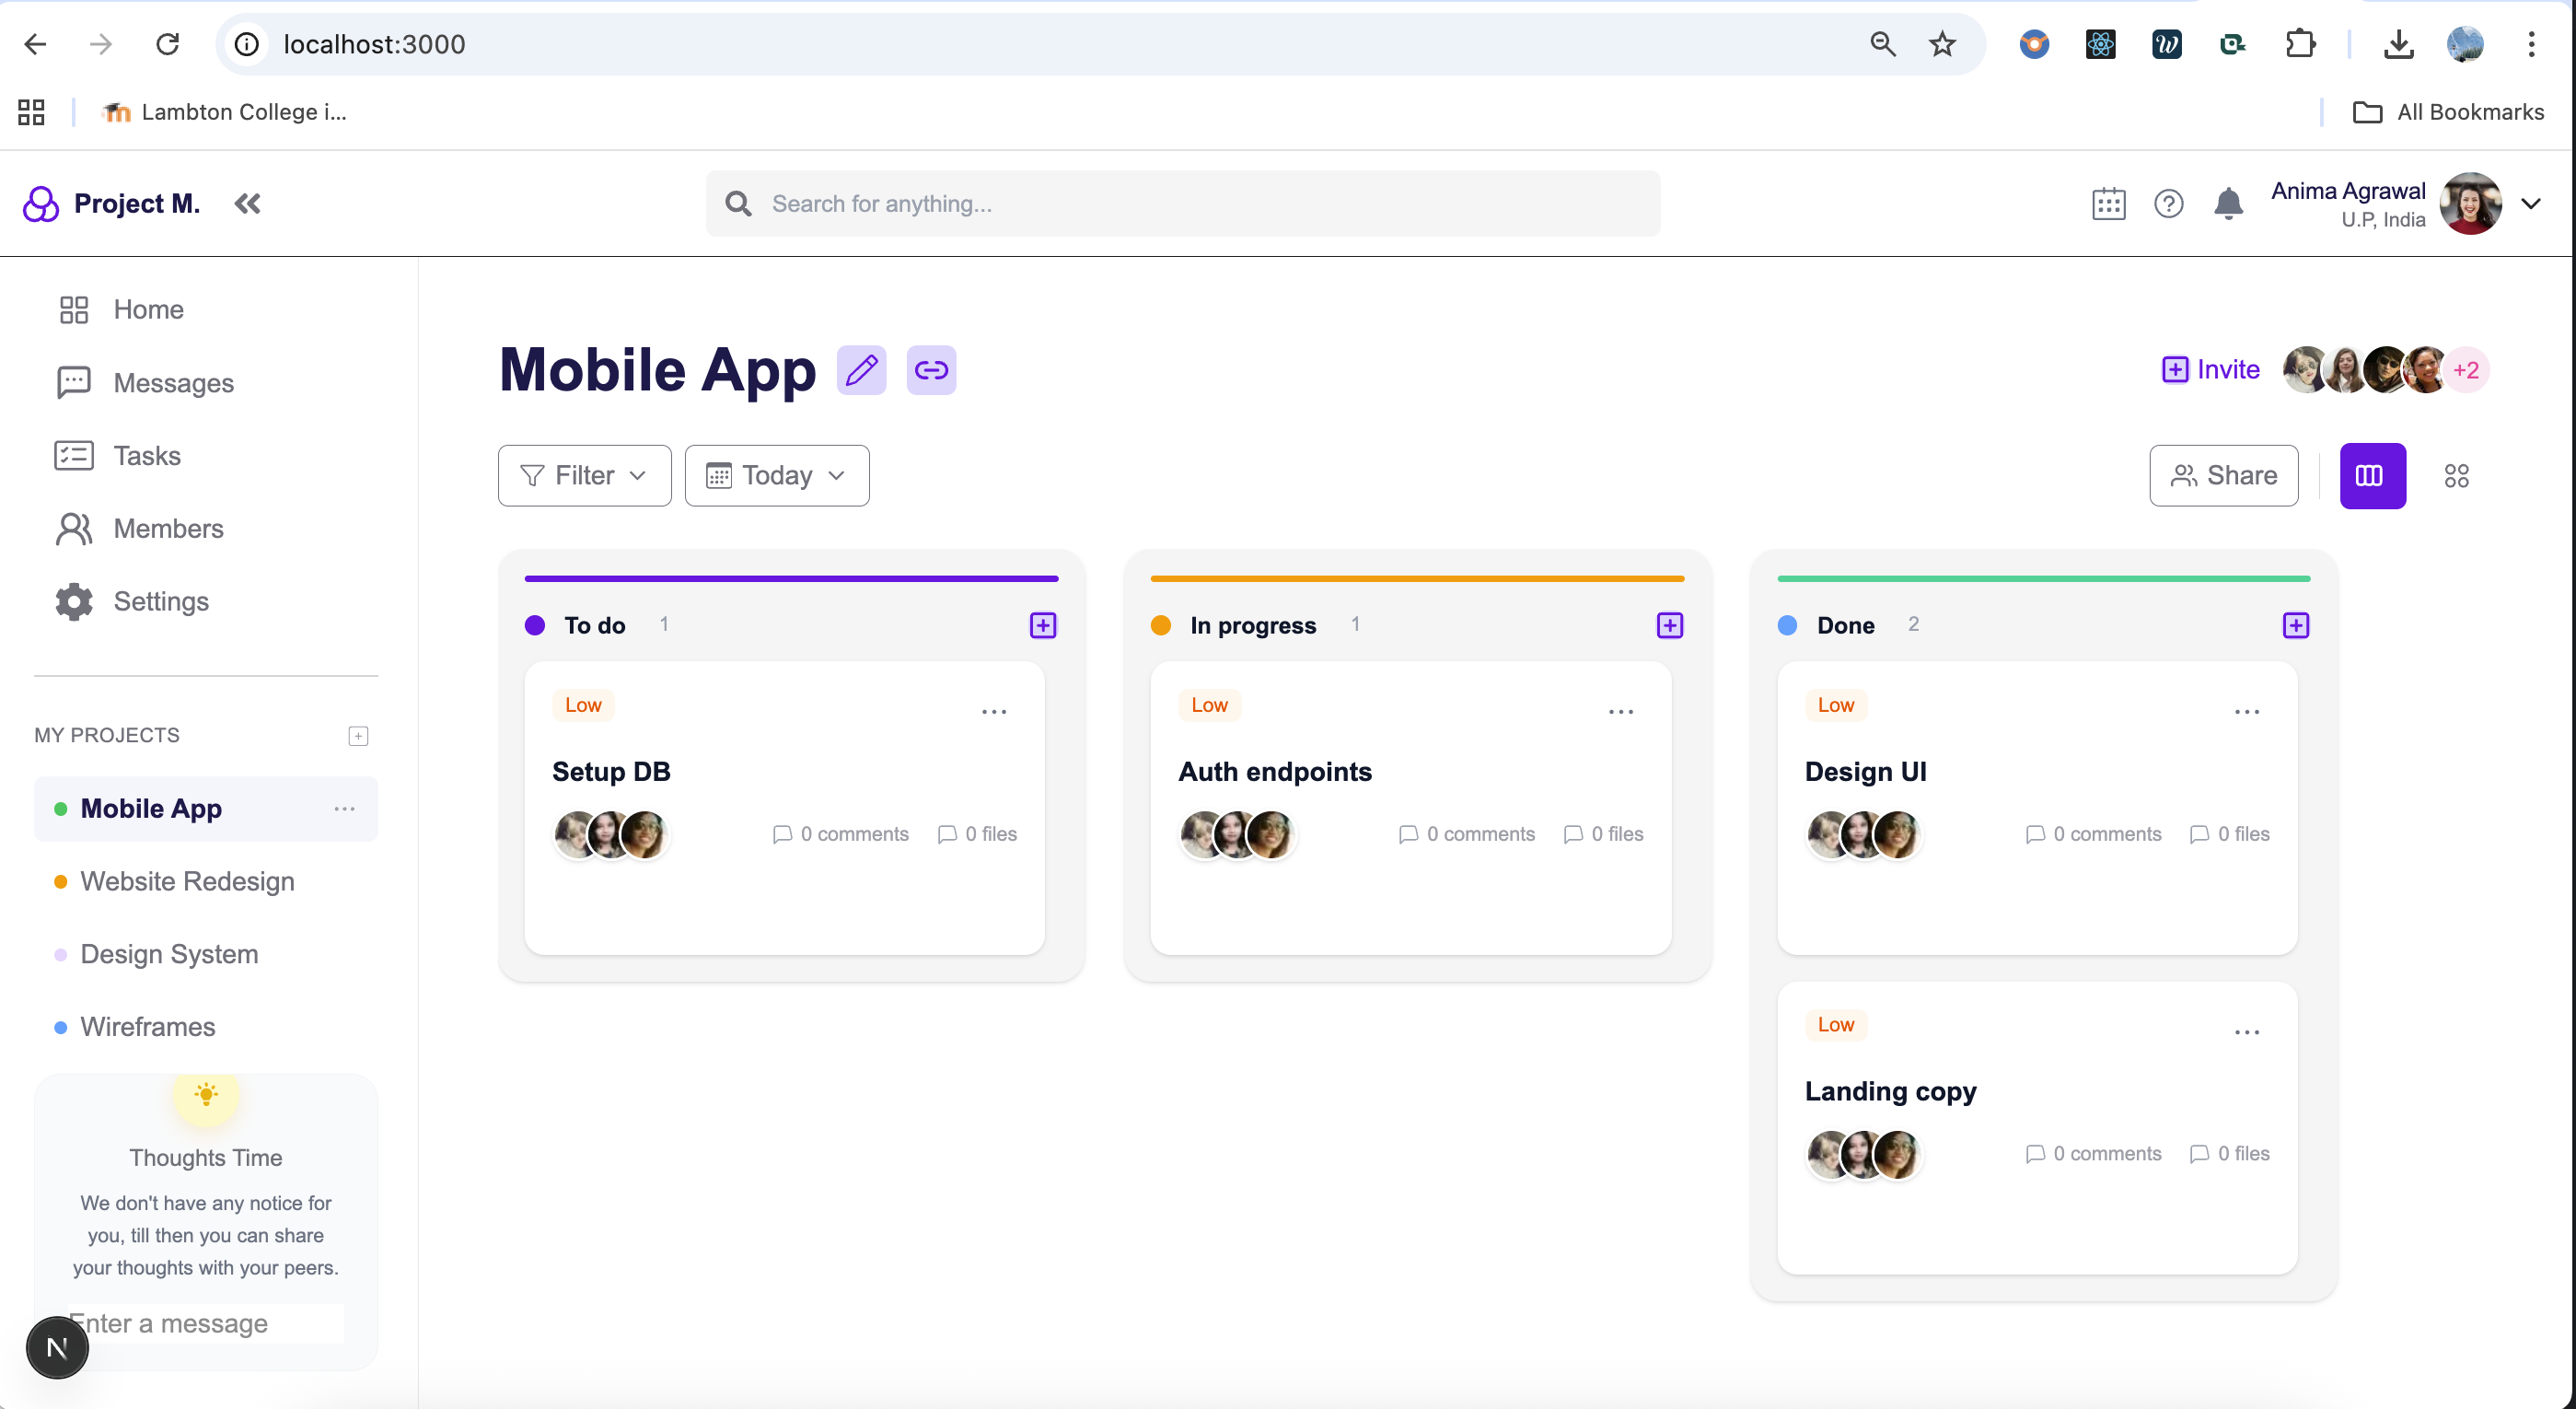 localhost:3000
Lambton College i...
All Bookmarks
Project M.
Search for anything...
Anima Agrawal
U.P, India
Home
Messages
Tasks
Members
Settings
MY PROJECTS
Mobile App
Website Redesign
Design System
Wireframes
Thoughts Time
We don't have any notice for
you, till then you can share
your thoughts with your peers.
Enter a message
N
Mobile App
Invite
+2
Filter
Today
Share
To do 1
Low
Setup DB
0 comments 0 files
In progress 1
Low
Auth endpoints
0 comments 0 files
Done 2
Low
Design UI
0 comments 0 files
Low
Landing copy
0 comments 0 files